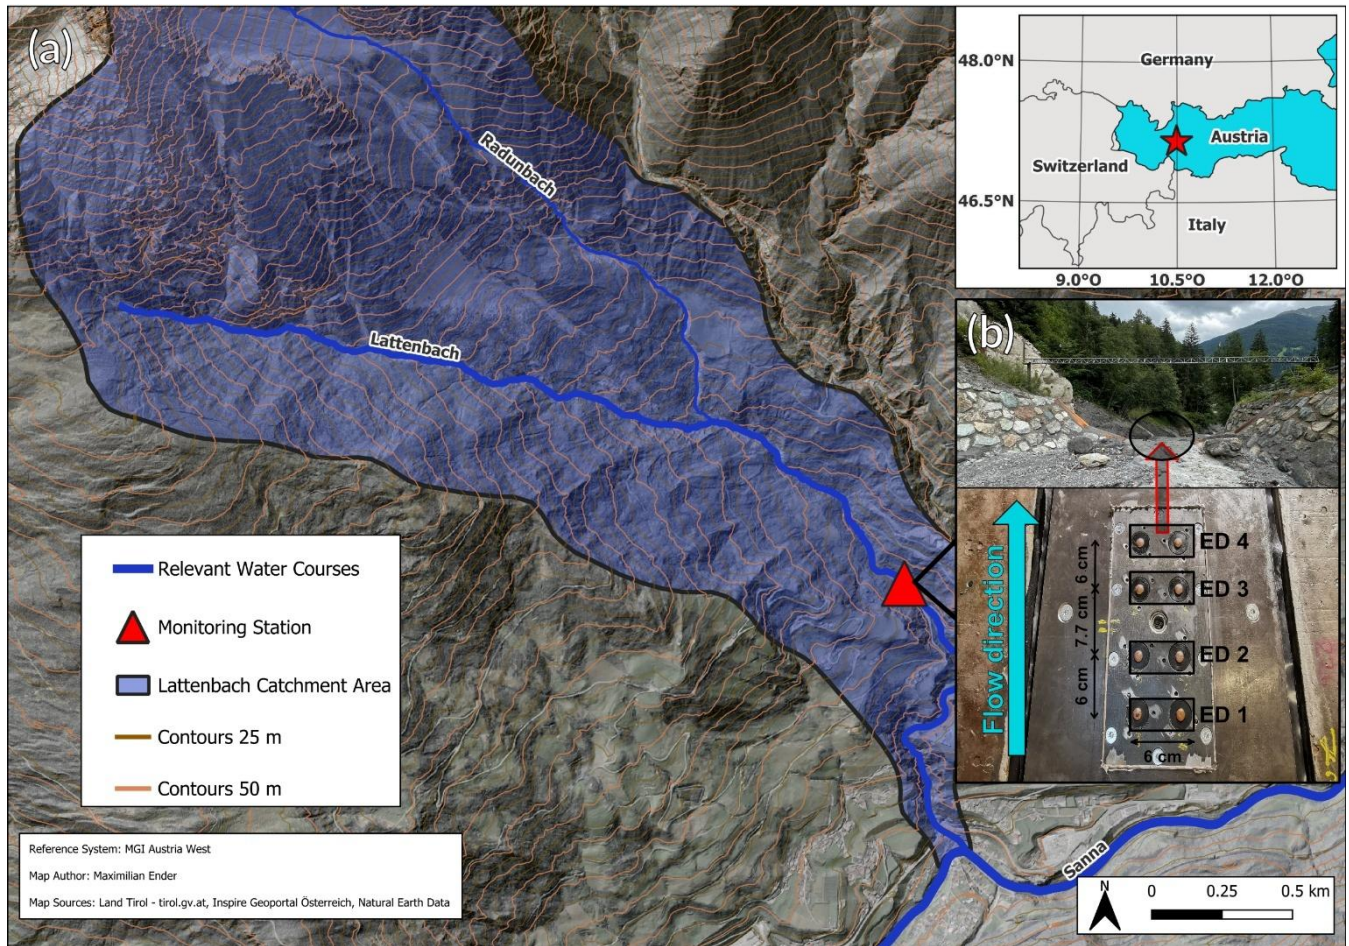 (a)
Radunbach
Lattenbach
Sanna
Relevant Water Courses
Monitoring Station
Lattenbach Catchment Area
Contours 25 m
Contours 50 m
Reference System: MGI Austria West
Map Author: Maximilian Ender
Map Sources: Land Tirol - tirol.gv.at, Inspire Geoportal Österreich, Natural Earth Data
48.0°N
46.5°N
Germany
Austria
Switzerland
Italy
9.0°O
10.5°O
12.0°O
(b)
Flow direction
6 cm
7.7 cm
6 cm
ED 4
ED 3
ED 2
ED 1
6 cm
N
0
0.25
0.5 km